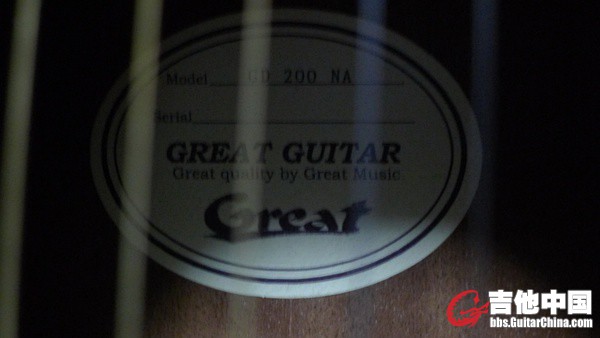 Model 200 NA
Serial
GREAT GUITAR
Great quality by Great Music
Great
吉他中国
bbs.GuitarChina.com